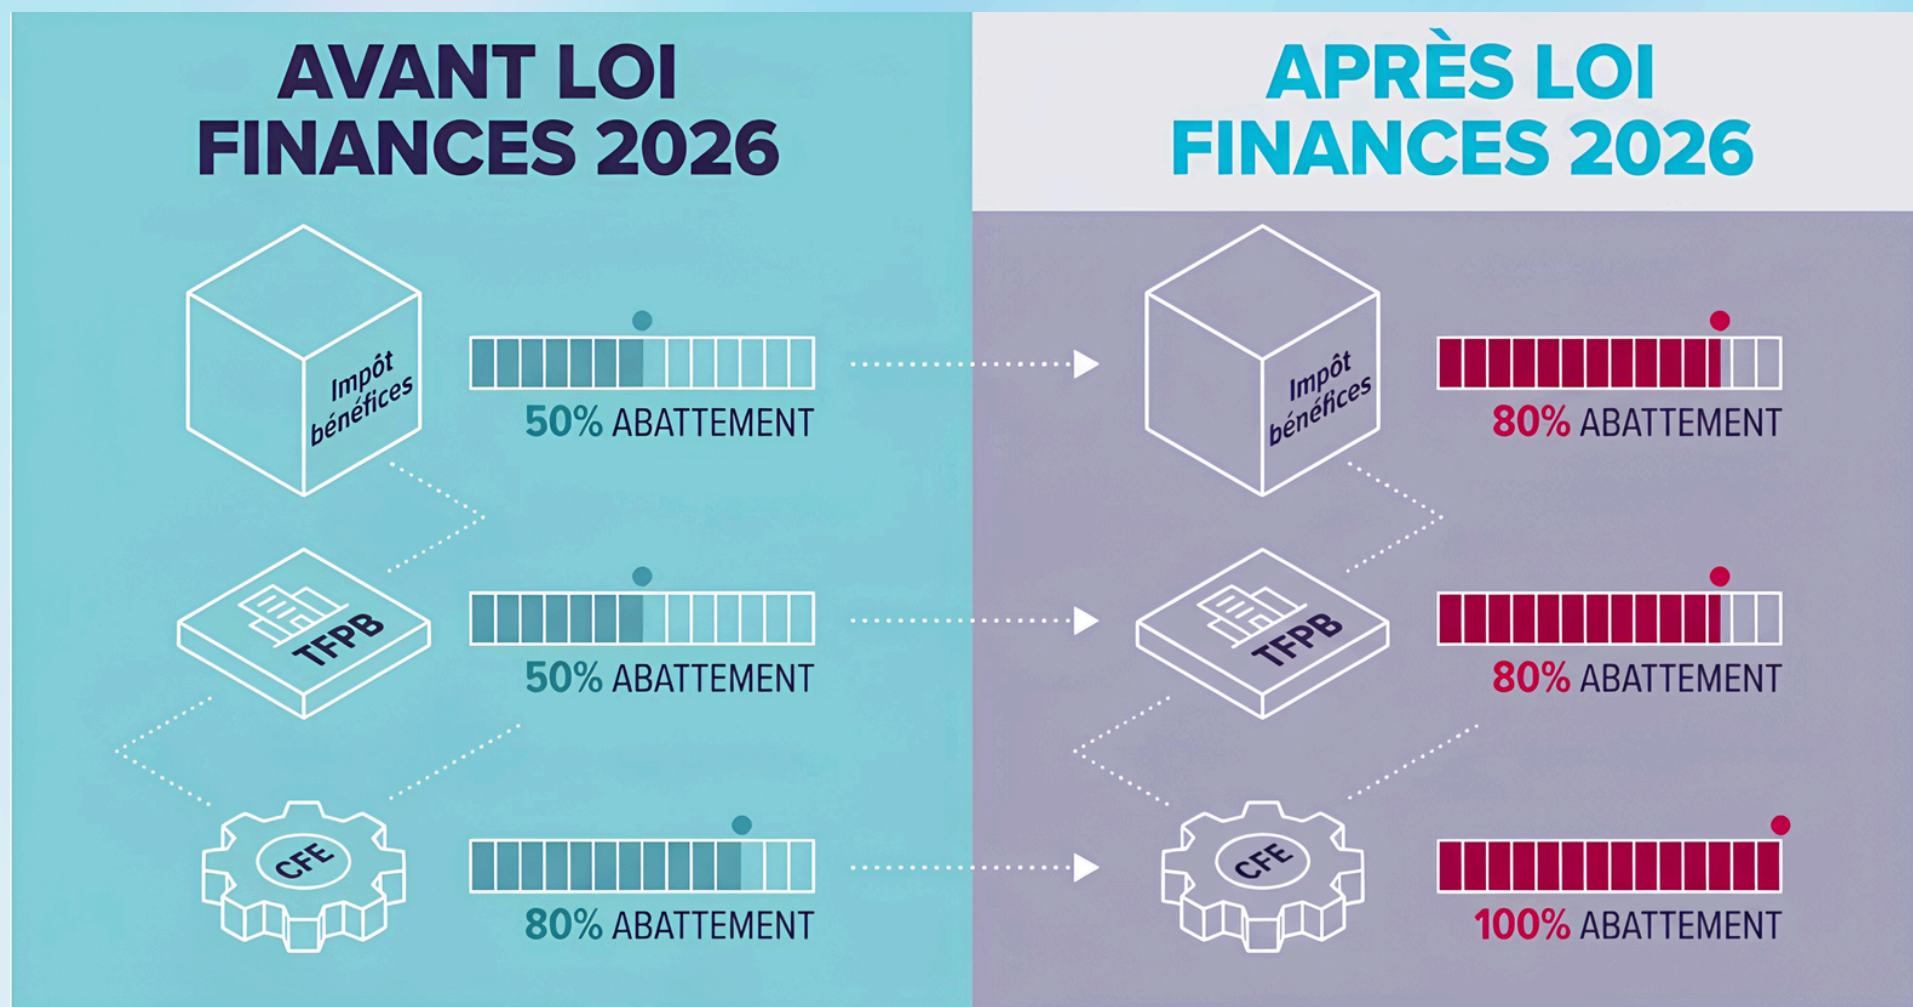 AVANT LOI
FINANCES 2026
Impôt
bénéfices
50% ABATTEMENT
TFPB
50% ABATTEMENT
CFE
80% ABATTEMENT
APRÈS LOI
FINANCES 2026
Impôt
bénéfices
80% ABATTEMENT
TFPB
80% ABATTEMENT
CFE
100% ABATTEMENT